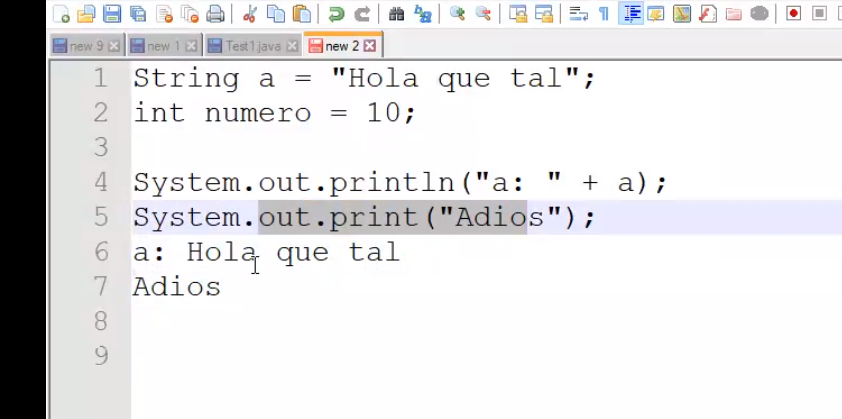 new 9 new 1 Test1.java new 2
1 String a = "Hola que tal";
2 int numero = 10;
3
4 System.out.println("a: " + a);
5 System.out.print("Adios");
6 a: Hola que tal
7 Adios
8
9